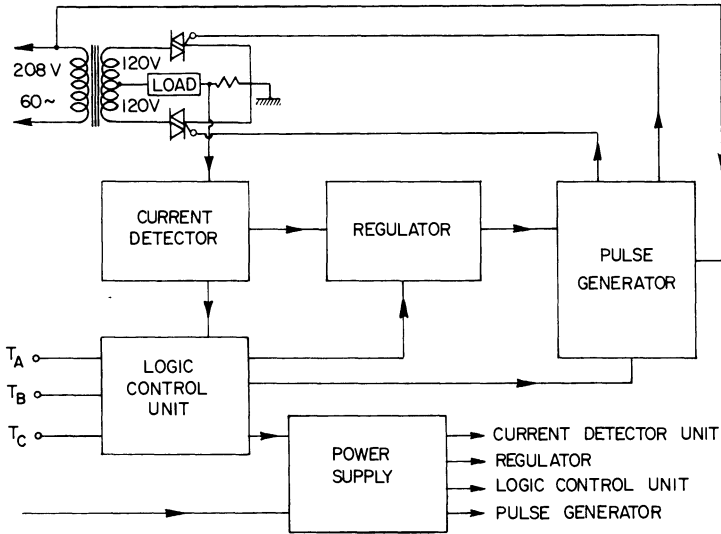 208 V
60~
120V
120V
LOAD
CURRENT
DETECTOR
REGULATOR
PULSE
GENERATOR
TA
TB
TC
LOGIC
CONTROL
UNIT
POWER
SUPPLY
CURRENT DETECTOR UNIT
REGULATOR
LOGIC CONTROL UNIT
PULSE GENERATOR